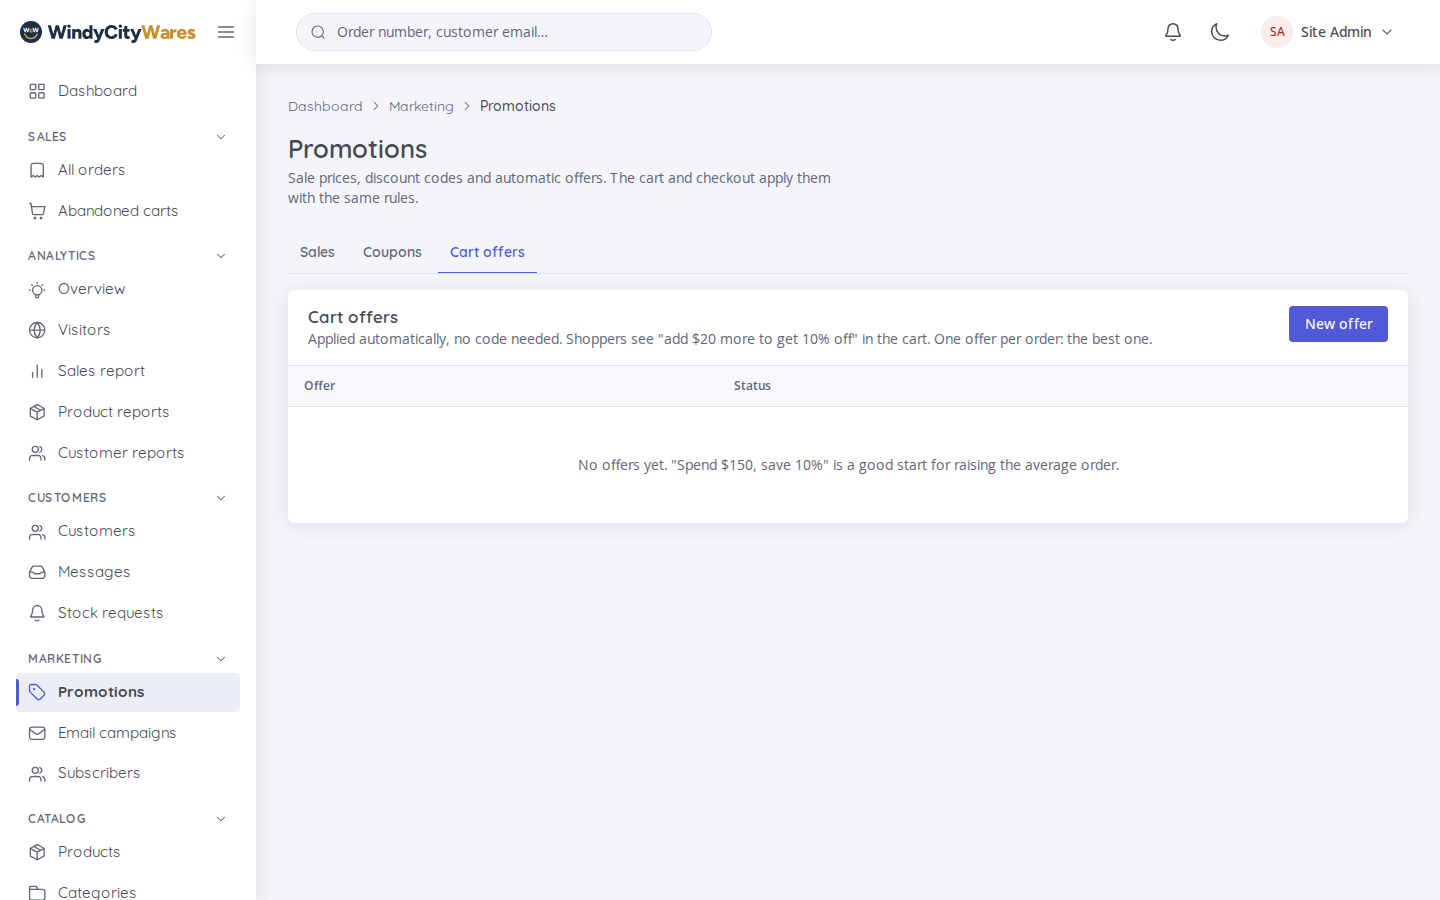 WindyCityWares
Order number, customer email...
SA
Site Admin
Dashboard
SALES
All orders
Abandoned carts
ANALYTICS
Overview
Visitors
Sales report
Product reports
Customer reports
CUSTOMERS
Customers
Messages
Stock requests
MARKETING
Promotions
Email campaigns
Subscribers
CATALOG
Products
Categories
Dashboard > Marketing > Promotions
Promotions
Sale prices, discount codes and automatic offers. The cart and checkout apply them
with the same rules.
Sales Coupons Cart offers
Cart offers
Applied automatically, no code needed. Shoppers see "add $20 more to get 10% off" in the cart. One offer per order: the best one.
New offer
Offer Status
No offers yet. "Spend $150, save 10%" is a good start for raising the average order.